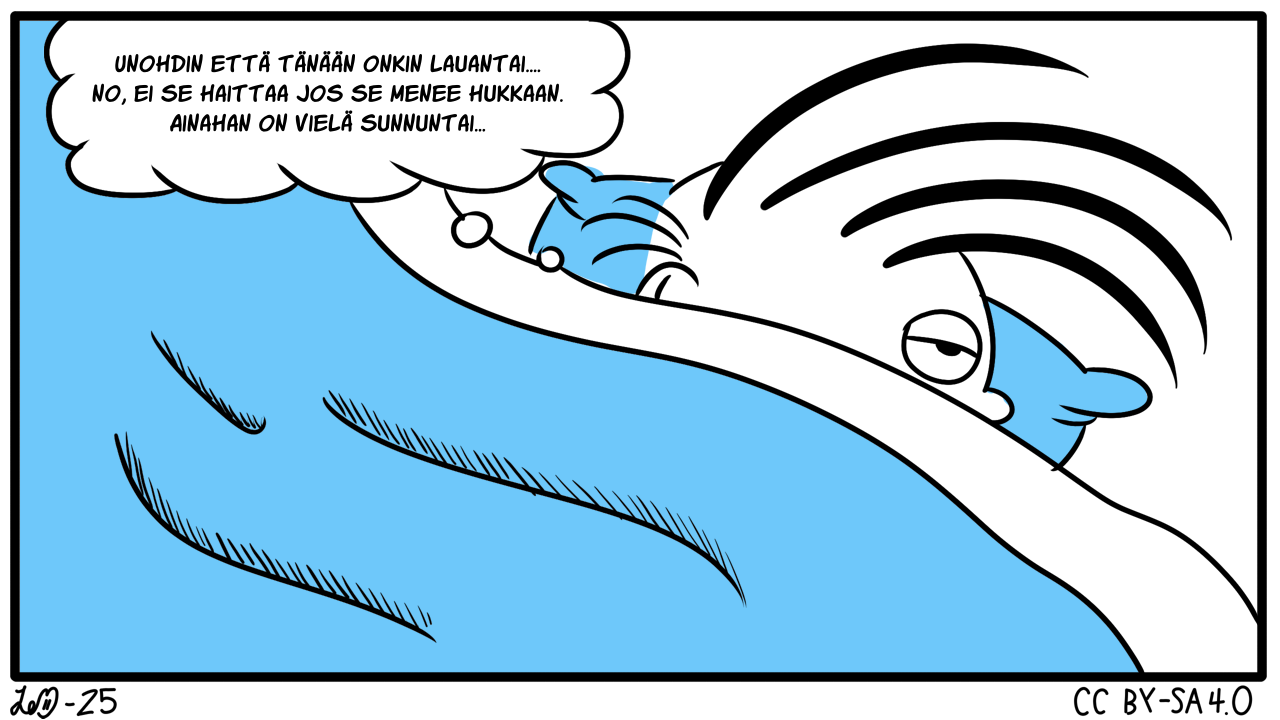 UNOHDIN ETTÄ TÄNÄÄN ONKIN LAUANTAI....
NO, EI SE HAITTAA JOS SE MENEE HUKKAAN.
AINAHAN ON VIELÄ SUNNUNTAI...
-25
CC BY-SA 4.0